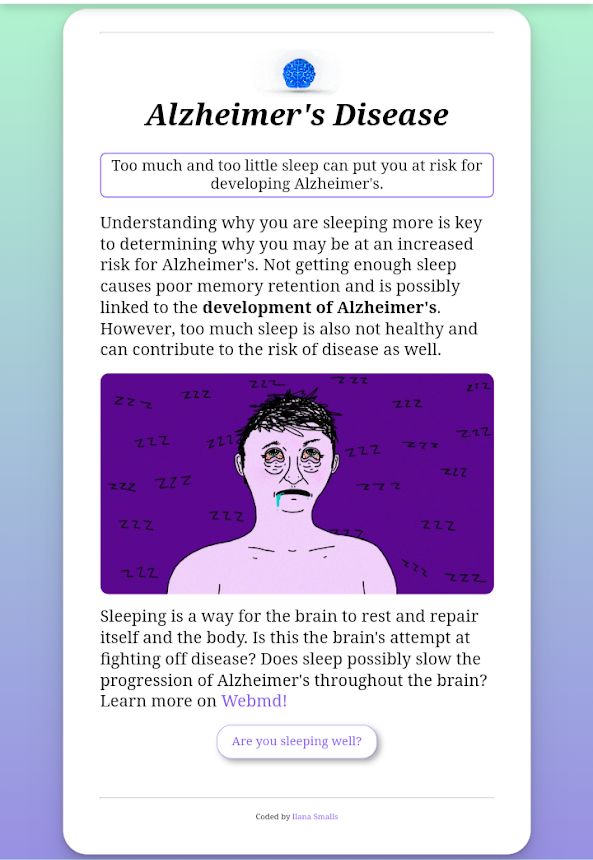 Alzheimer's Disease
Too much and too little sleep can put you at risk for
developing Alzheimer's.
Understanding why you are sleeping more is key
to determining why you may be at an increased
risk for Alzheimer's. Not getting enough sleep
causes poor memory retention and is possibly
linked to the development of Alzheimer's.
However, too much sleep is also not healthy and
can contribute to the risk of disease as well.
zzz zzz zzz
zzz zzz zzz
zzz zzz zzz zzz
zzz zzz
zzz zzz zzz
zzz zzz zzz zzz
zzz zzz zzz
Sleeping is a way for the brain to rest and repair
itself and the body. Is this the brain's attempt at
fighting off disease? Does sleep possibly slow the
progression of Alzheimer's throughout the brain?
Learn more on Webmd!
Are you sleeping well?
Coded by Ilana Smalls